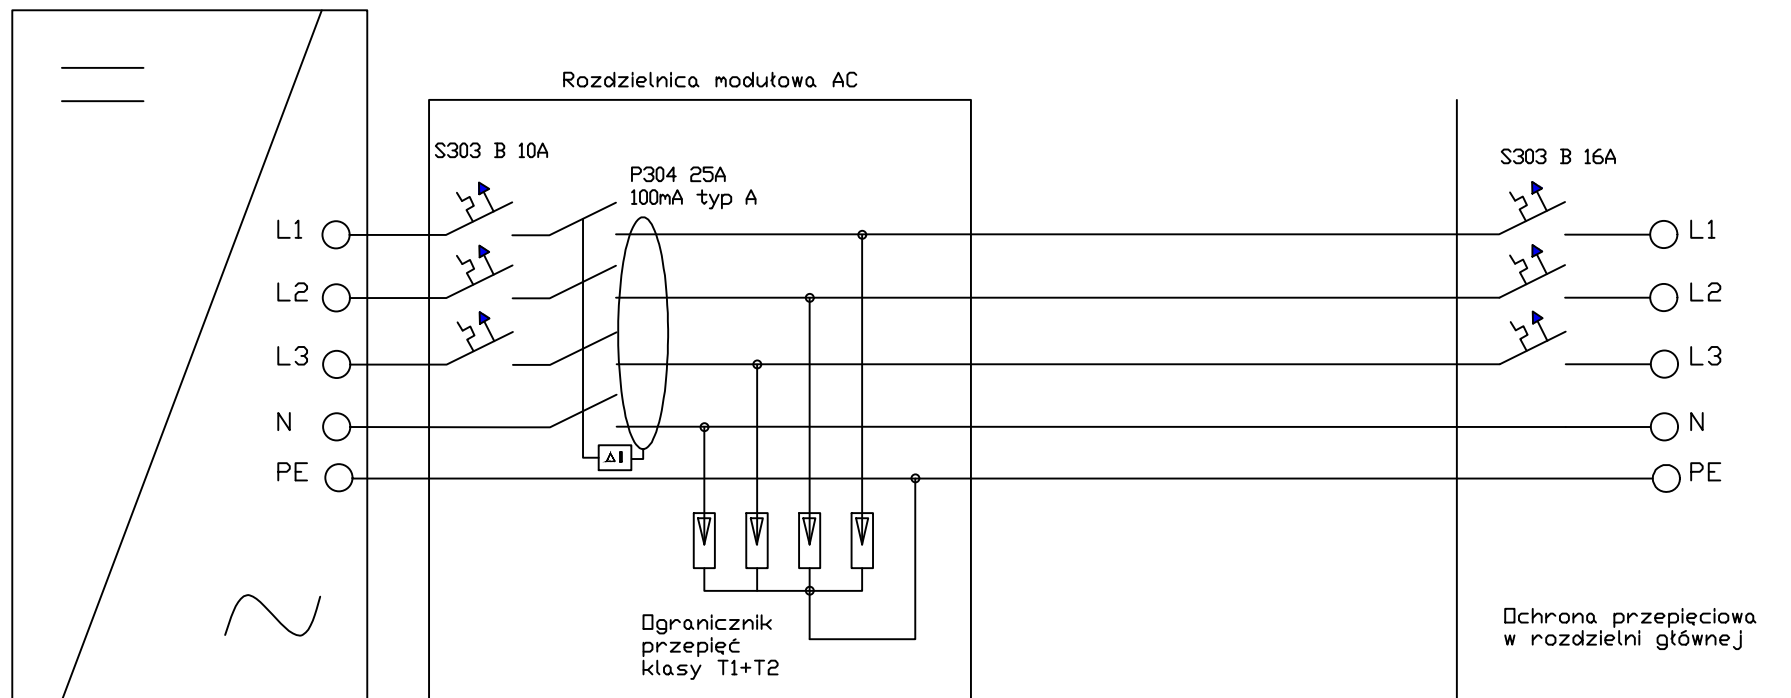 Rozdzielnica modułowa AC
S303 B 10A
P304 25A
100mA typ A
S303 B 16A
L1
L2
L3
N
PE
L1
L2
L3
N
PE
ΔI
Ogranicznik
przepięć
klasy T1+T2
Ochrona przepięciowa
w rozdzielni głównej